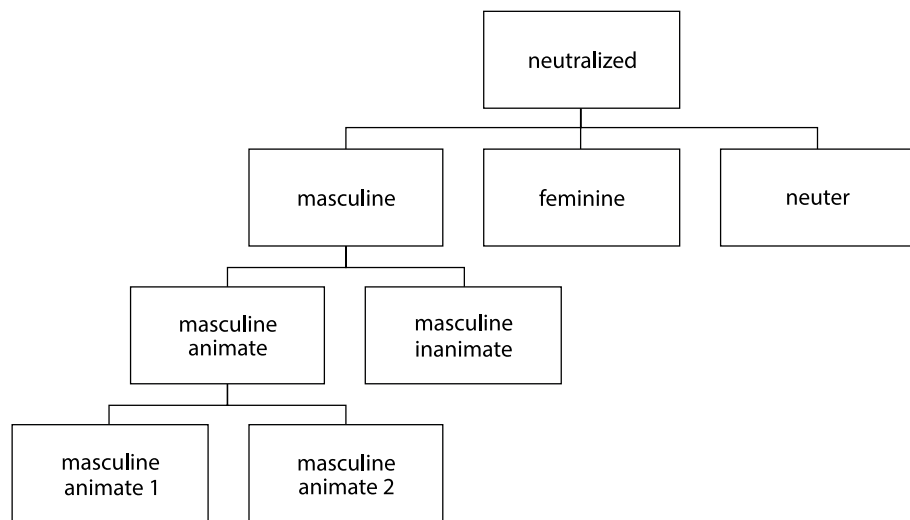 neutralized
masculine
feminine
neuter
masculine
animate
masculine
inanimate
masculine
animate 1
masculine
animate 2